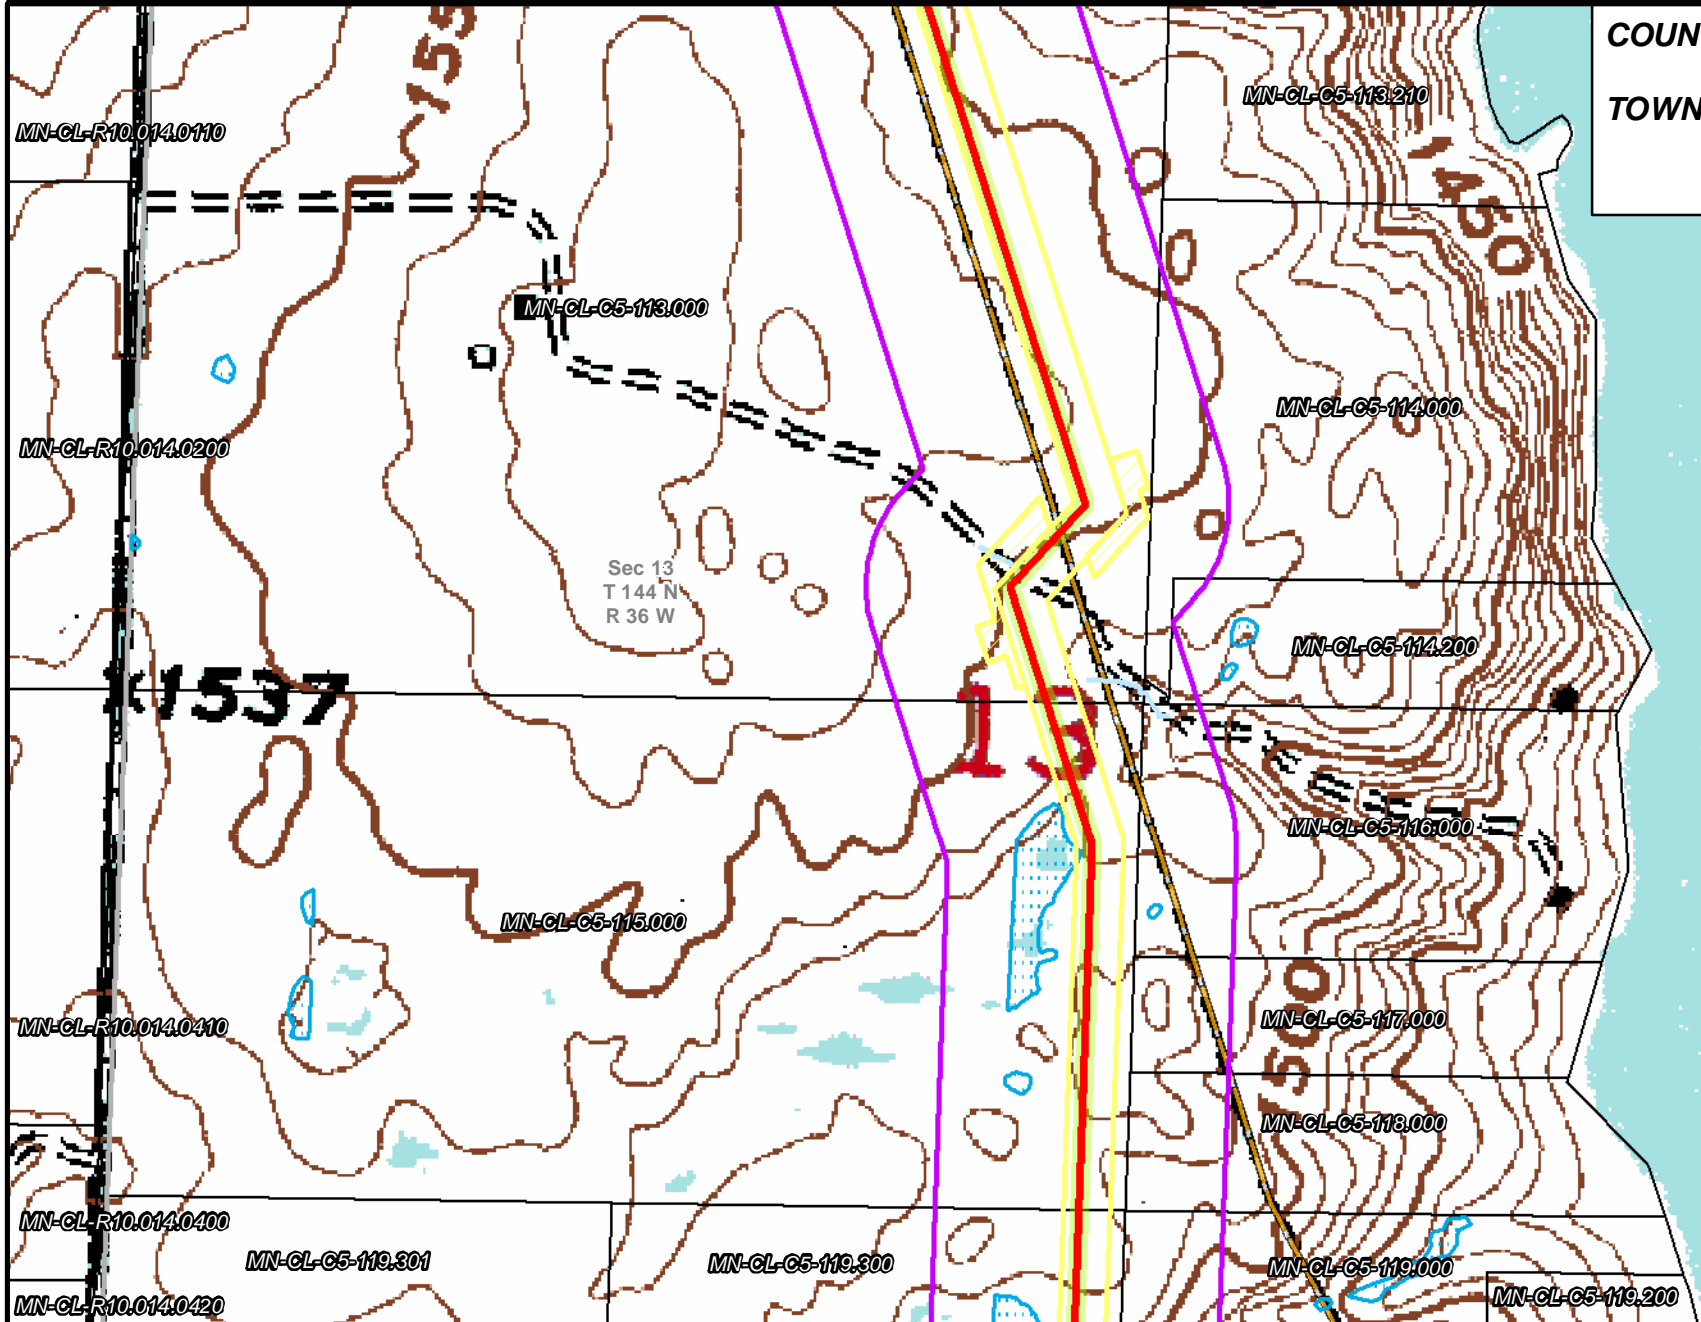 COUN
TOWN
155
MN-CL-C5-113.210
MN-CL-R10.014.0110
1450
MN-CL-C5-113.000
MN-CL-C5-114.000
MN-CL-R10.014.0200
Sec 13
T 144 N
R 36 W
MN-CL-C5-114.200
x1537
13
MN-CL-C5-116.000
MN-CL-C5-115.000
MN-CL-R10.014.0410
MN-CL-C5-117.000
1500
MN-CL-C5-118.000
MN-CL-R10.014.0400
MN-CL-C5-119.301
MN-CL-C5-119.300
MN-CL-C5-119.000
MN-CL-R10.014.0420
MN-CL-C5-119.200